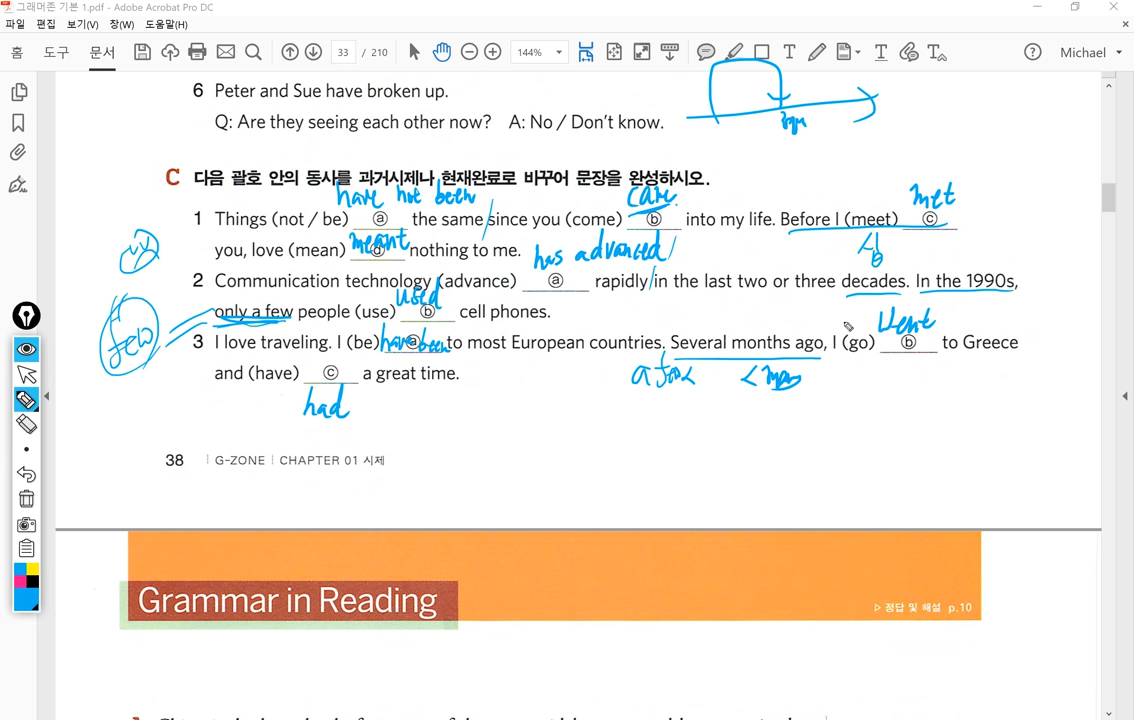 그래머존 기본 1.pdf - Adobe Acrobat Pro DC
파일 편집 보기(V) 창(W) 도움말(H)
홈 도구 문서 33 / 210 144% Michael
6 Peter and Sue have broken up.
Q: Are they seeing each other now? A: No / Don't know.
C 다음 괄호 안의 동사를 과거시제나 현재완료로 바꾸어 문장을 완성하시오.
have not been came met
1 Things (not / be) ⓐ the same since you (come) ⓑ into my life. Before I (meet) ⓒ
you, love (mean) meant ⓓ nothing to me. has advanced
2 Communication technology (advance) ⓐ rapidly in the last two or three decades. In the 1990s,
used
only a few people (use) ⓑ cell phones.
few
went
3 I love traveling. I (be) have been ⓐ to most European countries. Several months ago, I (go) ⓑ to Greece
and (have) ⓒ a great time.
had
38 G-ZONE CHAPTER 01 시제
Grammar in Reading
▷ 정답 및 해설 p.10